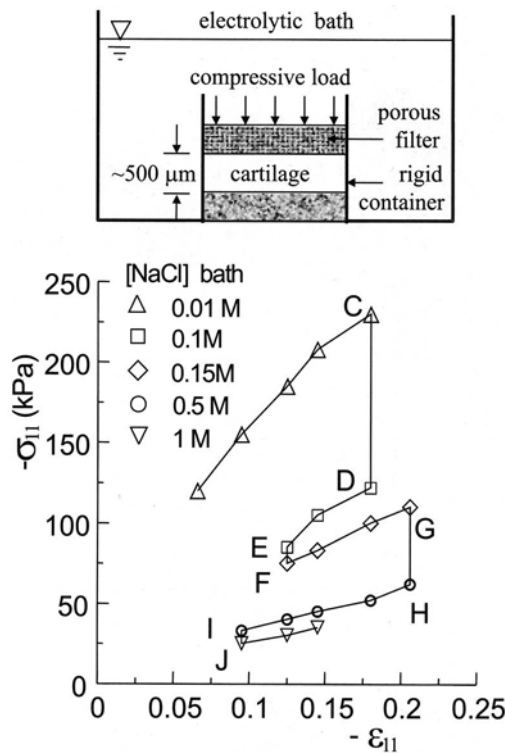 electrolytic bath
compressive load
porous
filter
~500 μm
cartilage
rigid
container
[NaCl] bath
0.01 M
0.1M
0.15M
0.5 M
1 M
-σ11 (kPa)
250
200
150
100
50
0
C
D
E
F
G
H
I
J
0
0.05
0.10
0.15
0.2
0.25
- ε11